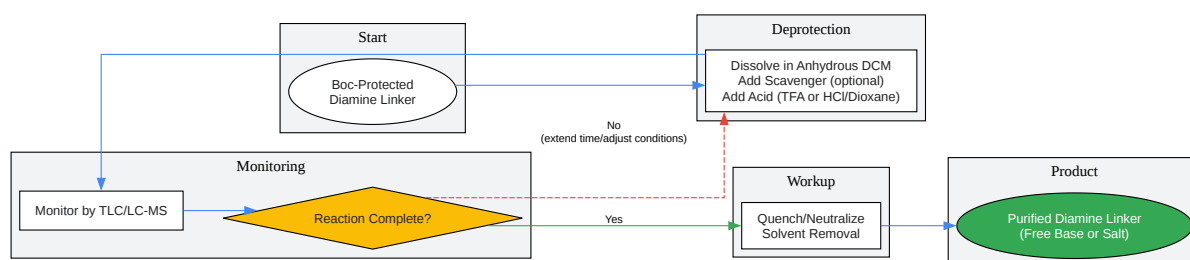 Start
Boc-Protected
Diamine Linker
Deprotection
Dissolve in Anhydrous DCM
Add Scavenger (optional)
Add Acid (TFA or HCl/Dioxane)
No
(extend time/adjust conditions)
Monitoring
Monitor by TLC/LC-MS
Reaction Complete?
Yes
Workup
Quench/Neutralize
Solvent Removal
Product
Purified Diamine Linker
(Free Base or Salt)